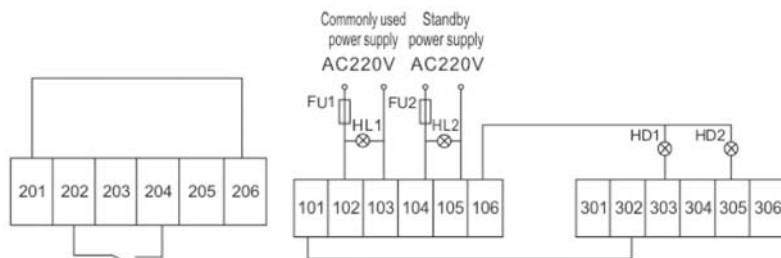 Commonly used Standby
power supply power supply
AC220V AC220V
FU1 FU2
HL1 HL2
HD1 HD2
201 202 203 204 205 206
101 102 103 104 105 106
301 302 303 304 305 306